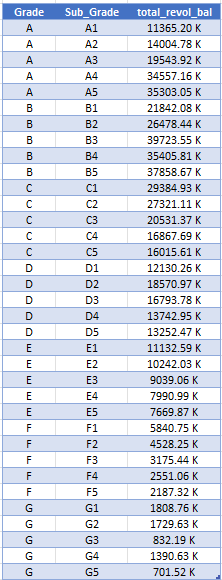 Grade Sub_Grade total_revol_bal
A A1 11365.20 K
A A2 14004.78 K
A A3 19543.92 K
A A4 34557.16 K
A A5 35303.05 K
B B1 21842.08 K
B B2 26478.44 K
B B3 39723.55 K
B B4 35405.81 K
B B5 37858.67 K
C C1 29384.93 K
C C2 27321.11 K
C C3 20531.37 K
C C4 16867.69 K
C C5 16015.61 K
D D1 12130.26 K
D D2 18570.97 K
D D3 16793.78 K
D D4 13742.95 K
D D5 13252.47 K
E E1 11132.59 K
E E2 10242.03 K
E E3 9039.06 K
E E4 7990.99 K
E E5 7669.87 K
F F1 5840.75 K
F F2 4528.25 K
F F3 3175.44 K
F F4 2551.06 K
F F5 2187.32 K
G G1 1808.76 K
G G2 1729.63 K
G G3 832.19 K
G G4 1390.63 K
G G5 701.52 K